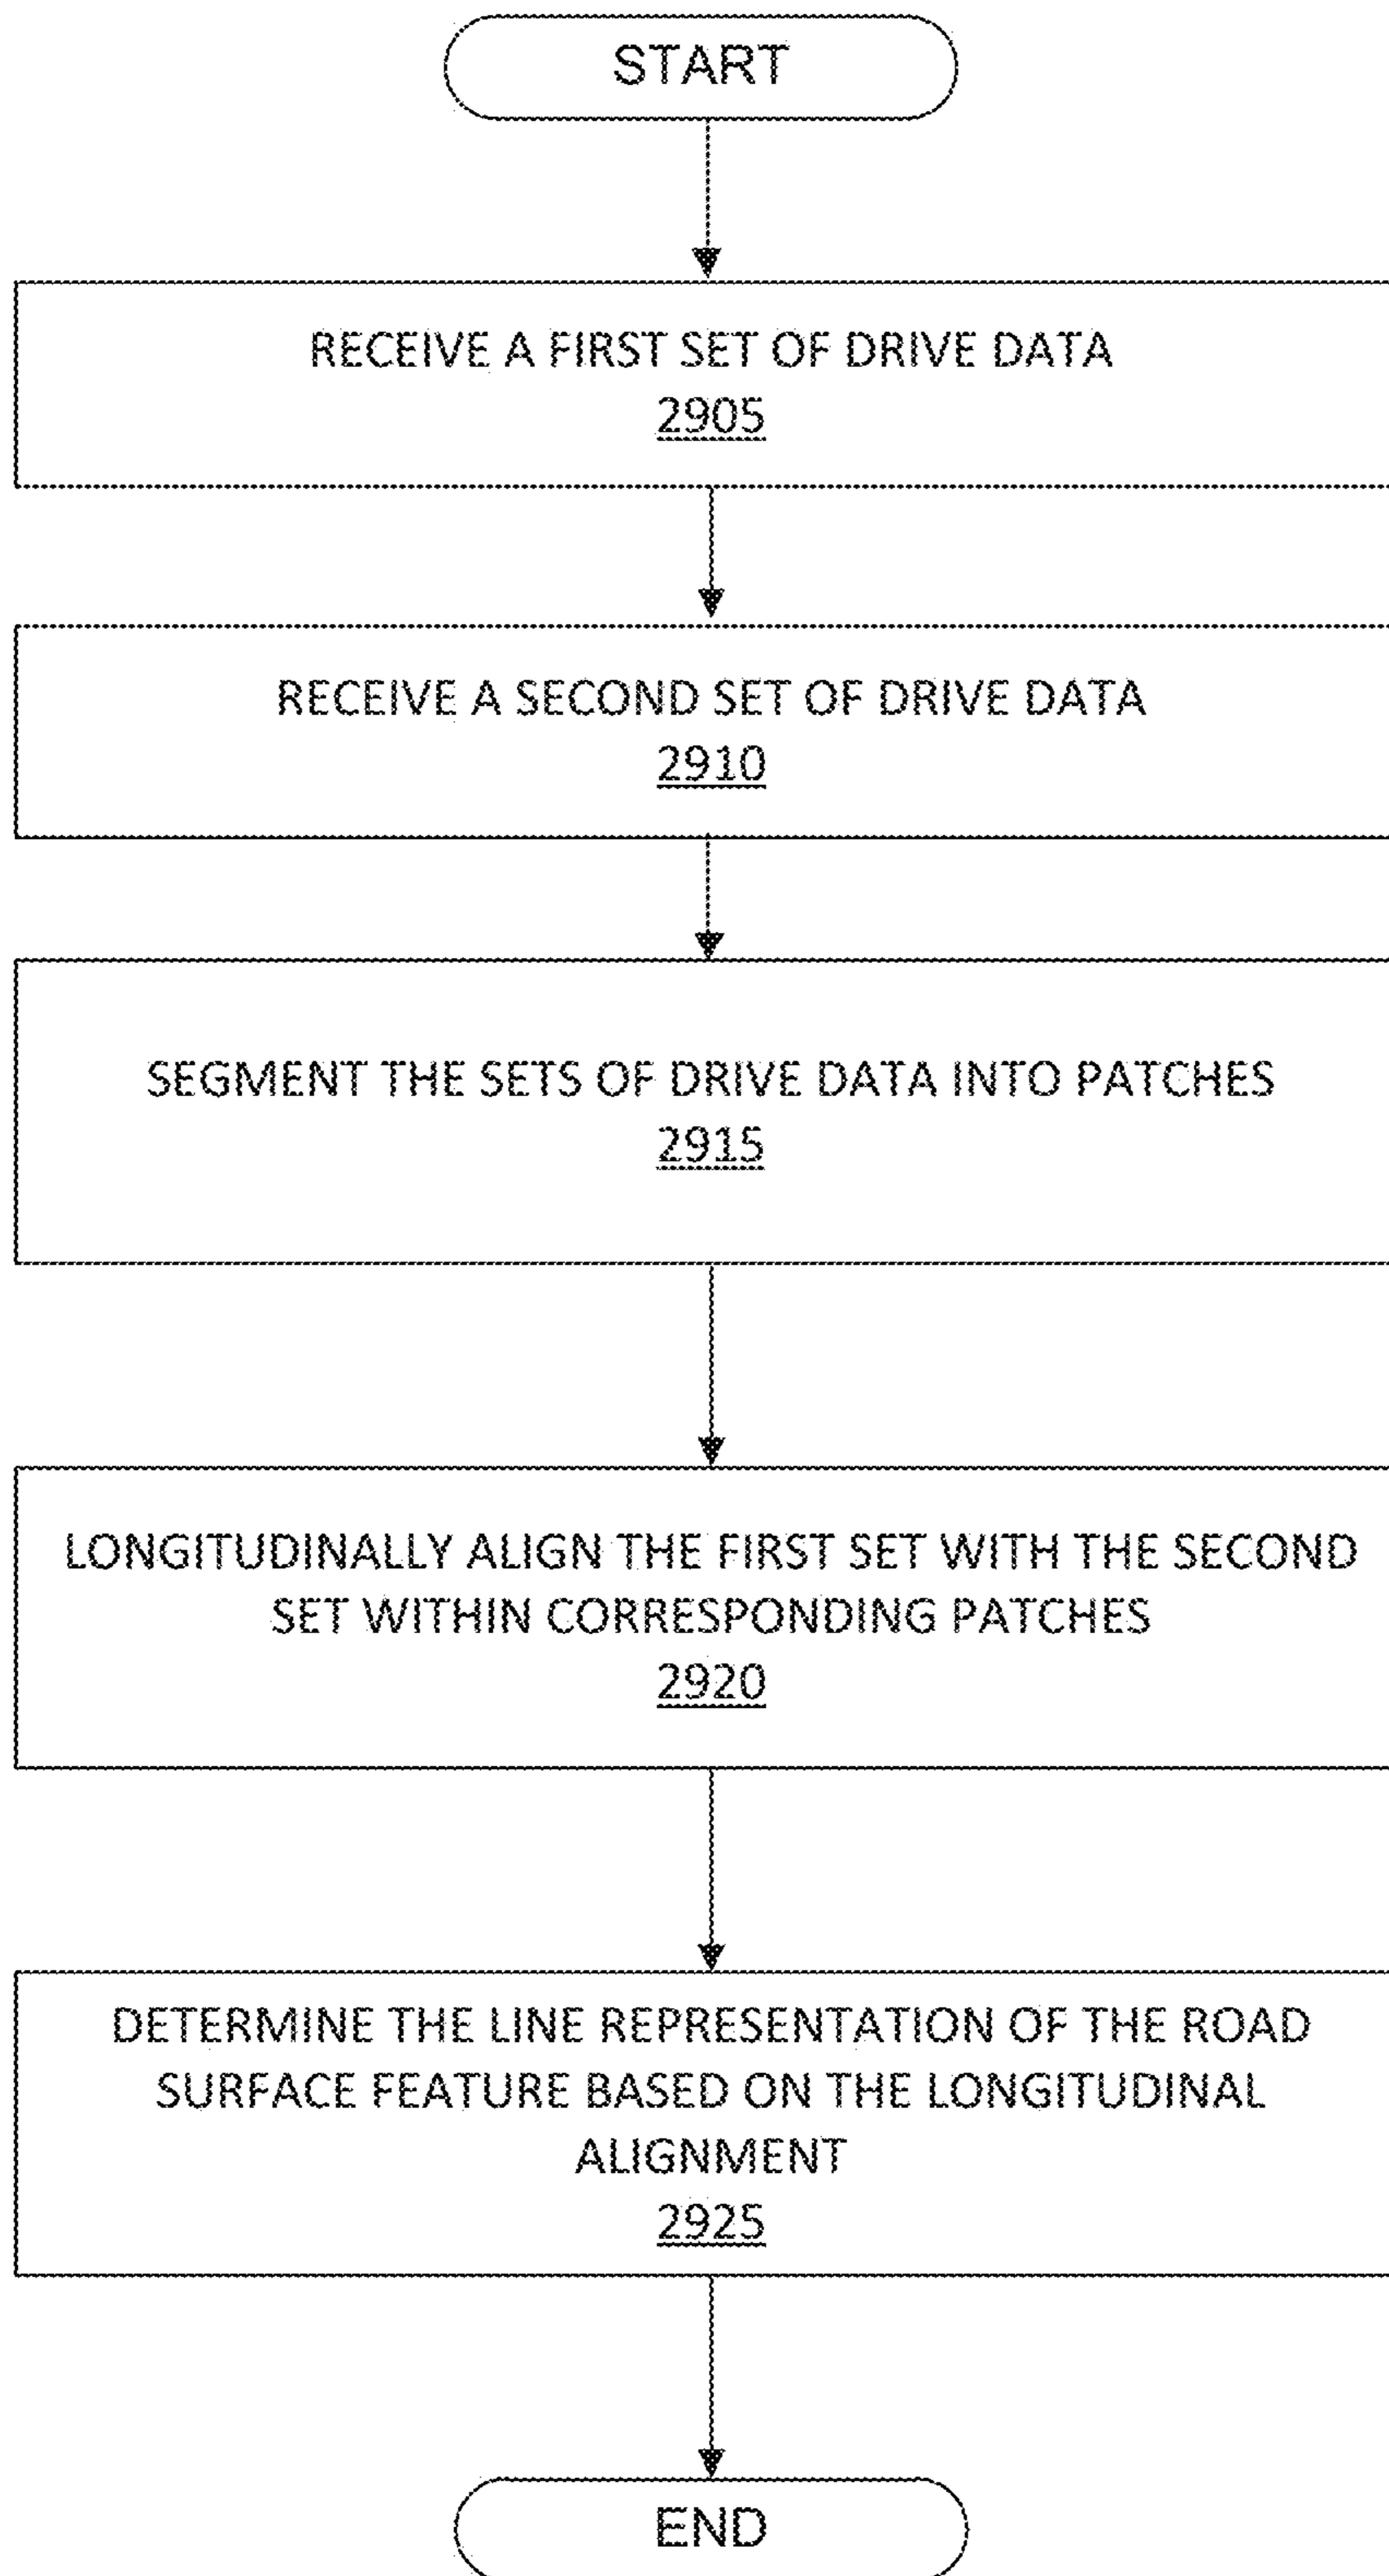 START
RECEIVE A FIRST SET OF DRIVE DATA
2905
RECEIVE A SECOND SET OF DRIVE DATA
2910
SEGMENT THE SETS OF DRIVE DATA INTO PATCHES
2915
LONGITUDINALLY ALIGN THE FIRST SET WITH THE SECOND
SET WITHIN CORRESPONDING PATCHES
2920
DETERMINE THE LINE REPRESENTATION OF THE ROAD
SURFACE FEATURE BASED ON THE LONGITUDINAL
ALIGNMENT
2925
END